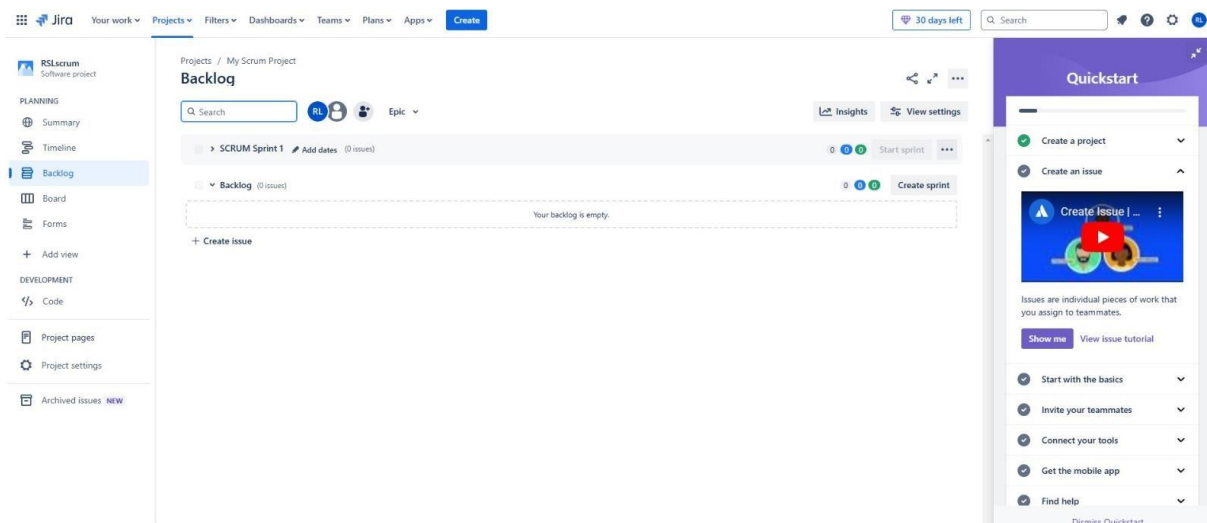 Jira
Your work Projects Filters Dashboards Teams Plans Apps Create 30 days left Search RL
RSLscrum
Software project
PLANNING
Summary
Timeline
Backlog
Board
Forms
Add view
DEVELOPMENT
Code
Project pages
Project settings
Archived issues NEW
Projects / My Scrum Project
Backlog
Search RL Epic Insights View settings
SCRUM Sprint 1 Add dates (0 issues) 0 0 0 Start sprint
Backlog (0 issues) 0 0 0 Create sprint
Your backlog is empty.
+ Create issue
Quickstart
Create a project
Create an issue
Create Issue | ...
Issues are individual pieces of work that
you assign to teammates.
Show me View issue tutorial
Start with the basics
Invite your teammates
Connect your tools
Get the mobile app
Find help
Dismiss Quickstart